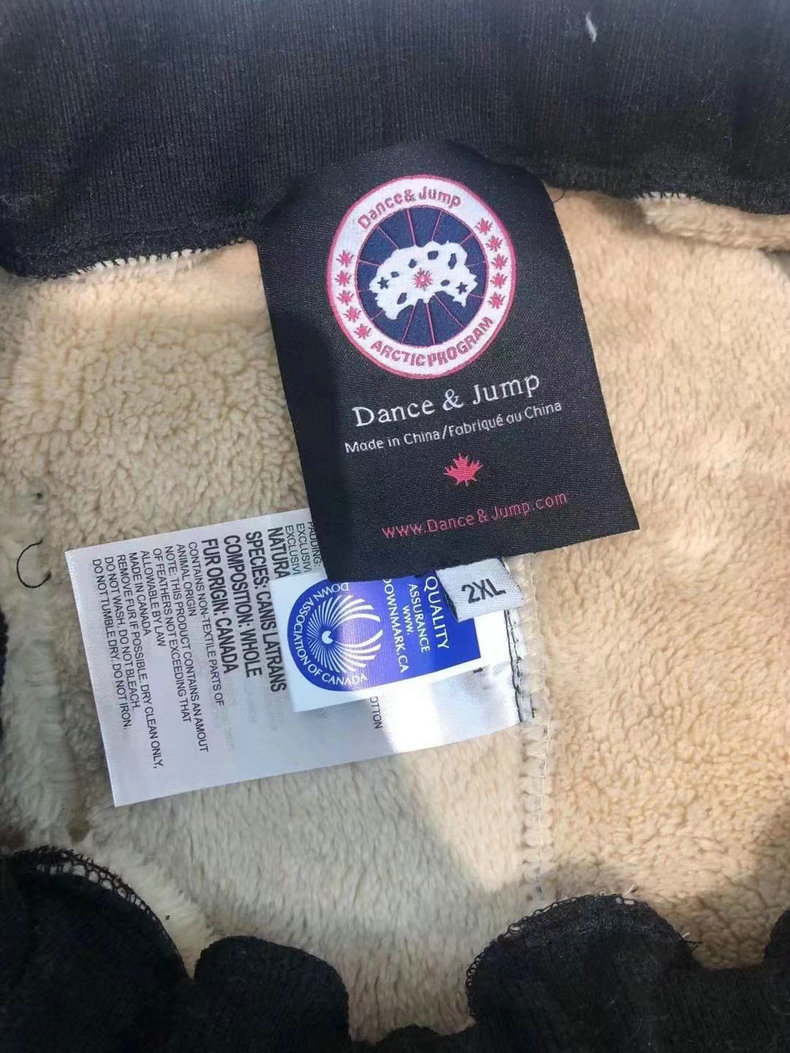 Dance & Jump
ARCTIC PROGRAM
Dance & Jump
Made in China/Fabriqué au China
www.Dance & Jump.com
2XL
QUALITY
ASSURANCE
WWW.
DOWNMARK.CA
DOWN ASSOCIATION OF CANADA
PADDING
EXCLUSIV
EXCLUSIVE
NATURA
SPECIES: CANIS LATRANS
COMPOSITION: WHOLE
FUR ORIGIN: CANADA
CONTAINS NON-TEXTILE PARTS OF
ANIMAL ORIGIN
NOTE: THIS PRODUCT CONTAINS AN AMOUT
OF FEATHERS NOT EXCEEDING THAT
ALLOWABLE BY LAW
MADE IN CANADA
REMOVE FUR IF POSSIBLE. DRY CLEAN ONLY.
DO NOT WASH. DO NOT BLEACH.
DO NOT TUMBLE DRY. DO NOT IRON.